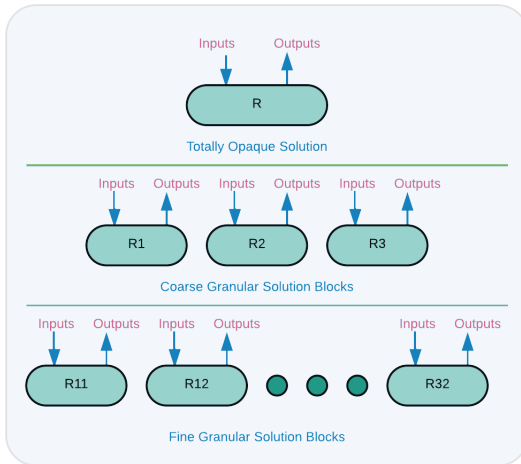 Inputs Outputs
R
Totally Opaque Solution
Inputs Outputs Inputs Outputs Inputs Outputs
R1 R2 R3
Coarse Granular Solution Blocks
Inputs Outputs Inputs Outputs Inputs Outputs
R11 R12 R32
Fine Granular Solution Blocks